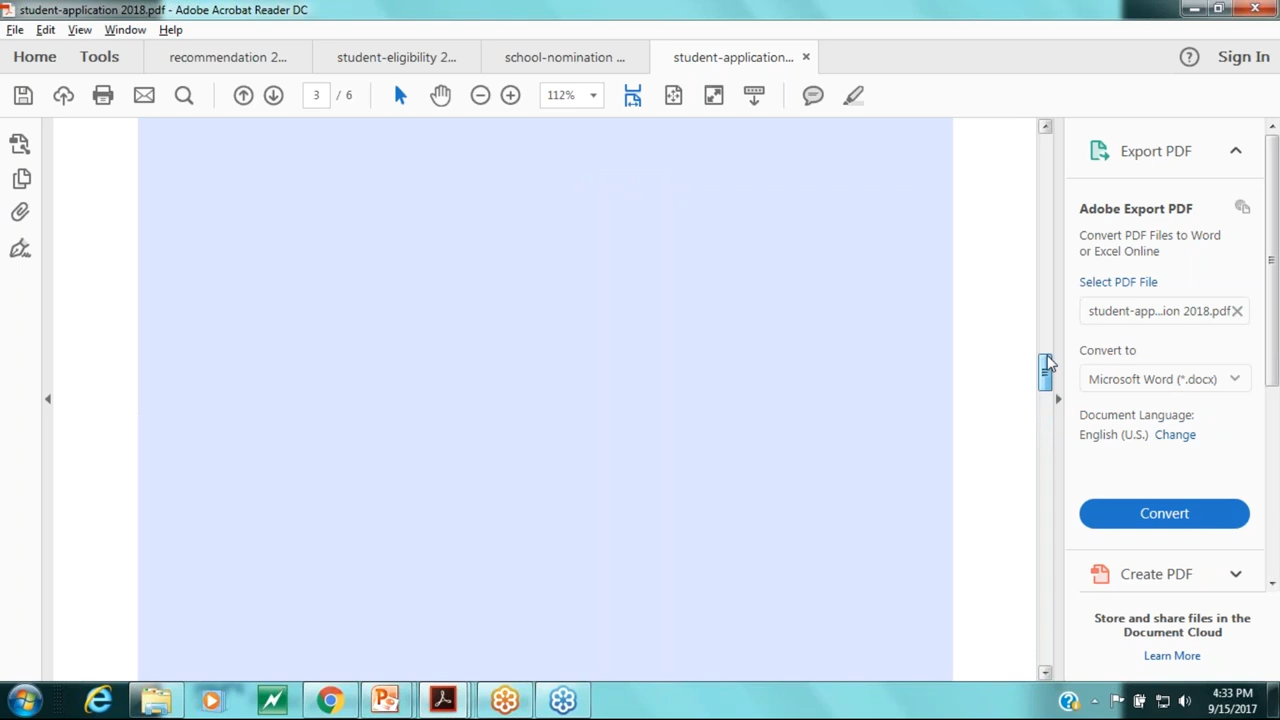 student-application 2018.pdf - Adobe Acrobat Reader DC
File Edit View Window Help
Home Tools recommendation 2... student-eligibility 2... school-nomination ... student-application... × Sign In
3 / 6 112%
Export PDF
Adobe Export PDF
Convert PDF Files to Word
or Excel Online
Select PDF File
student-app...ion 2018.pdf
Convert to
Microsoft Word (*.docx)
Document Language:
English (U.S.) Change
Convert
Create PDF
Store and share files in the
Document Cloud
Learn More
4:33 PM
9/15/2017